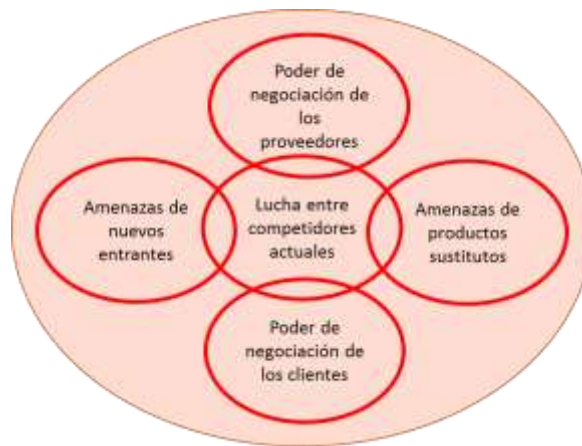 Poder de
negociación de
los
proveedores
Amenazas de
nuevos
entrantes
Lucha entre
competidores
actuales
Amenazas de
productos
sustitutos
Poder de
negociación de
los clientes